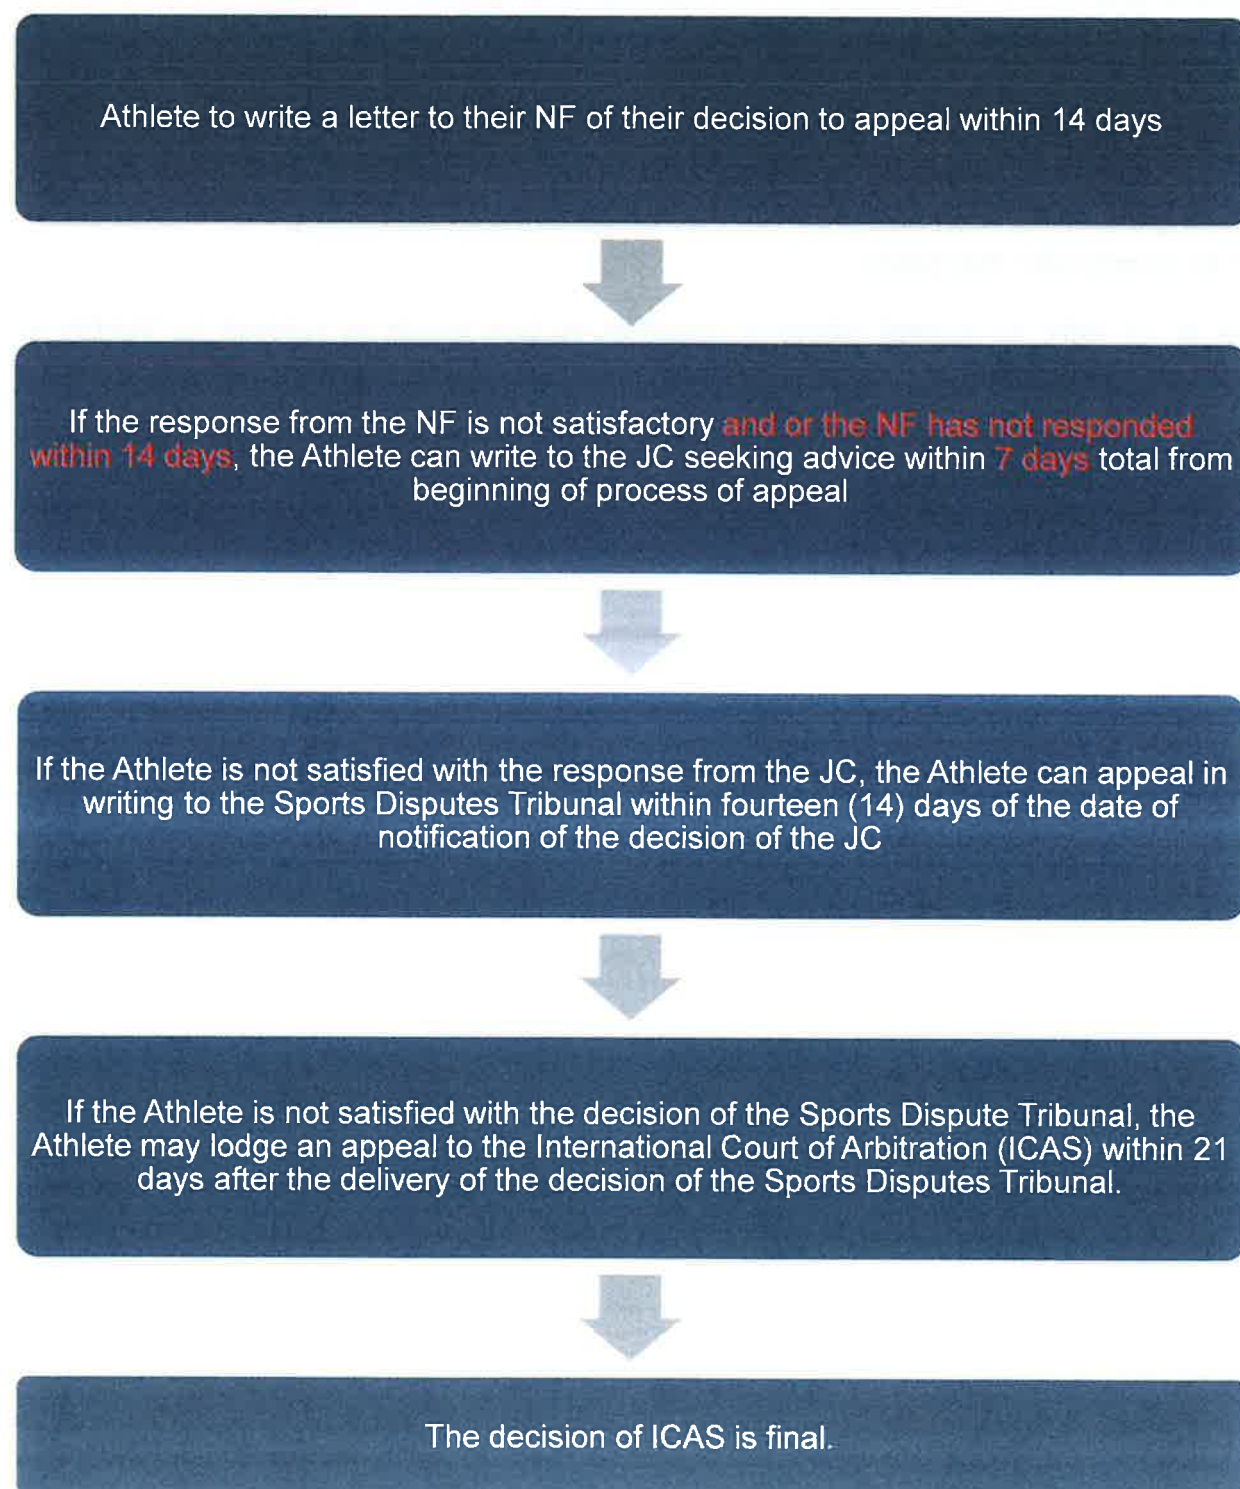 Athlete to write a letter to their NF of their decision to appeal within 14 days
If the response from the NF is not satisfactory and or the NF has not responded
within 14 days, the Athlete can write to the JC seeking advice within 7 days total from
beginning of process of appeal
If the Athlete is not satisfied with the response from the JC, the Athlete can appeal in
writing to the Sports Disputes Tribunal within fourteen (14) days of the date of
notification of the decision of the JC
If the Athlete is not satisfied with the decision of the Sports Dispute Tribunal, the
Athlete may lodge an appeal to the International Court of Arbitration (ICAS) within 21
days after the delivery of the decision of the Sports Disputes Tribunal.
The decision of ICAS is final.